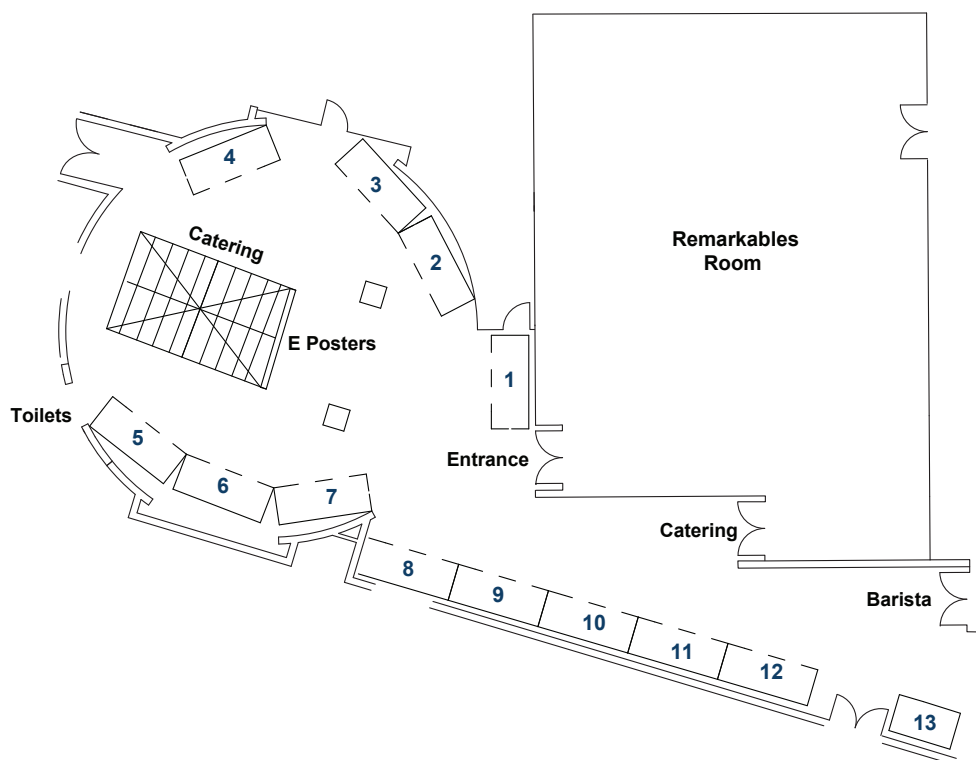 4
3
Catering
2
Remarkables
Room
E Posters
1
Toilets
5
Entrance
6
7
Catering
8
9
Barista
10
11
12
13